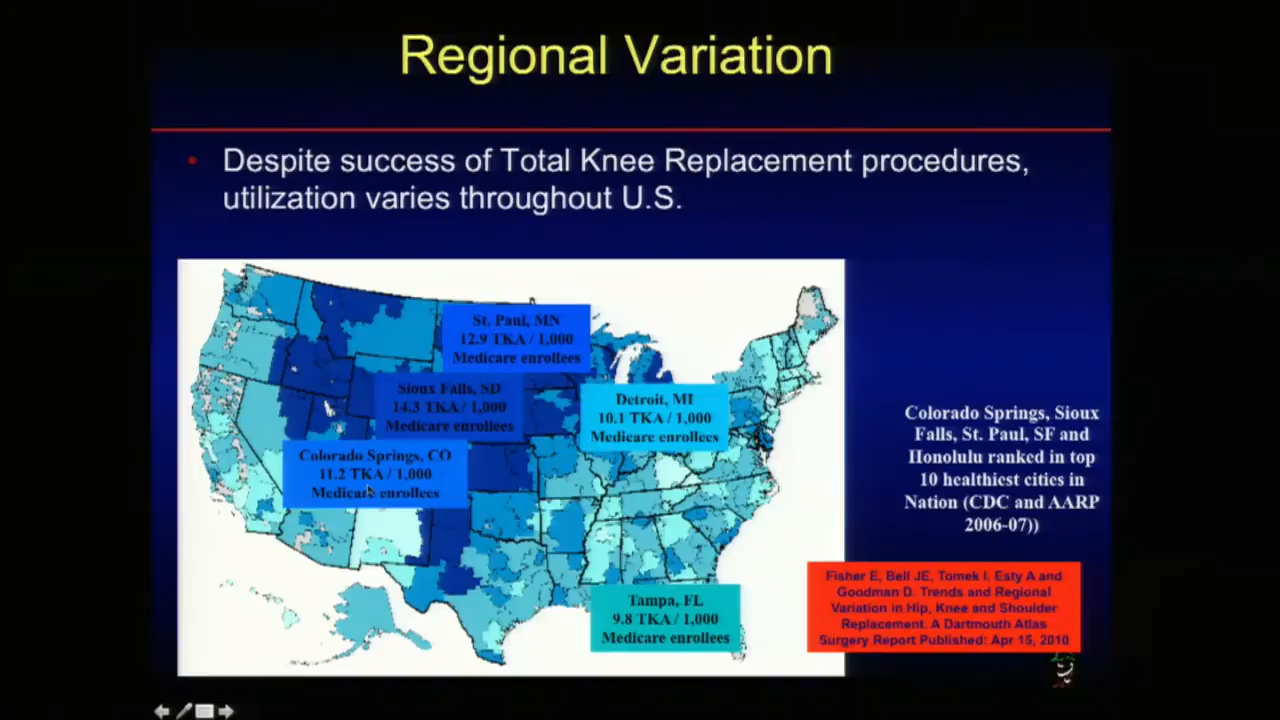 Regional Variation
• Despite success of Total Knee Replacement procedures,
utilization varies throughout U.S.
St. Paul, MN
12.9 TKA / 1,000
Medicare enrollees
Sioux Falls, SD
14.3 TKA / 1,000
Medicare enrollees
Detroit, MI
10.1 TKA / 1,000
Medicare enrollees
Colorado Springs, CO
11.2 TKA / 1,000
Medicare enrollees
Tampa, FL
9.8 TKA / 1,000
Medicare enrollees
Colorado Springs, Sioux
Falls, St. Paul, SF and
Honolulu ranked in top
10 healthiest cities in
Nation (CDC and AARP
2006-07))
Fisher E, Bell JE, Tomek I, Esty A and
Goodman D. Trends and Regional
Variation in Hip, Knee and Shoulder
Replacement. A Dartmouth Atlas
Surgery Report Published: Apr 15, 2010